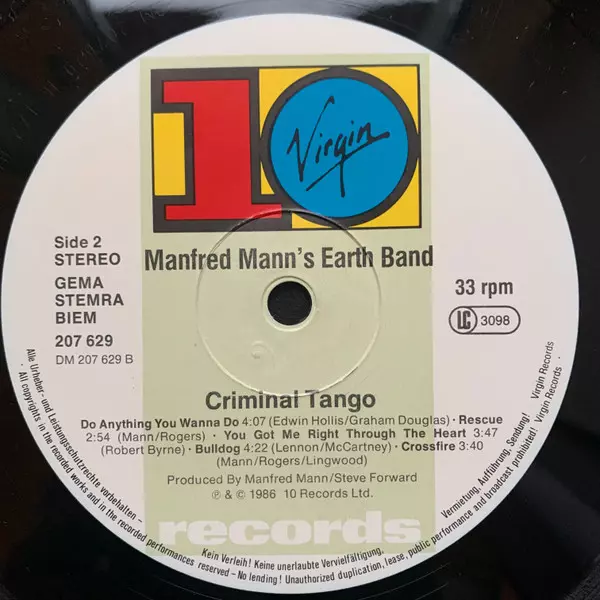 10
Virgin
Side 2
STEREO
GEMA
STEMRA
BIEM
207 629
DM 207 629 B
Manfred Mann's Earth Band
33 rpm
LC 3098
Criminal Tango
Do Anything You Wanna Do 4:07 (Edwin Hollis/Graham Douglas) · Rescue
2:54 (Mann/Rogers) · You Got Me Right Through The Heart 3:47
(Robert Byrne) · Bulldog 4:22 (Lennon/McCartney) · Crossfire 3:40
(Mann/Rogers/Lingwood)
Produced By Manfred Mann/Steve Forward
℗ & © 1986 10 Records Ltd.
records
Alle Urheber- und Leistungsschutzrechte vorbehalten – Kein Verleih! Keine unerlaubte Vervielfältigung, Vermietung, Aufführung, Sendung! Virgin Records
· All copyrights in the recorded works and in the recorded performances reserved – No lending! Unauthorized duplication, lease, public performance and broadcast prohibited! Virgin Records